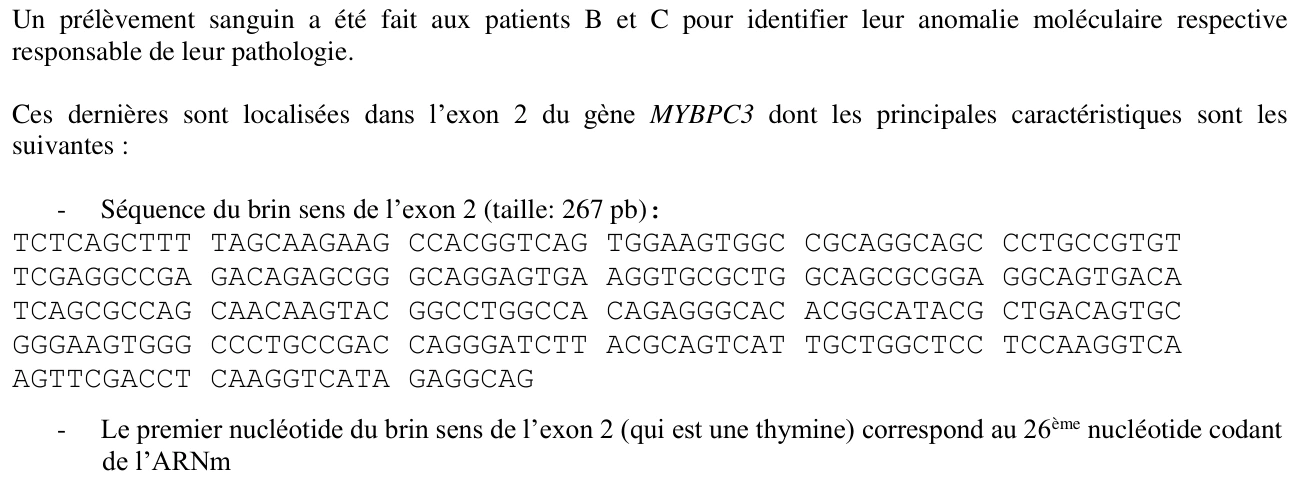 Un prélèvement sanguin a été fait aux patients B et C pour identifier leur anomalie moléculaire respective
responsable de leur pathologie.
Ces dernières sont localisées dans l'exon 2 du gène MYBPC3 dont les principales caractéristiques sont les
suivantes :
- Séquence du brin sens de l'exon 2 (taille: 267 pb) :
TCTCAGCTTT TAGCAAGAAG CCACGGTCAG TGGAAGTGGC CGCAGGCAGC CCTGCCGTGT
TCGAGGCCGA GACAGAGCGG GCAGGAGTGA AGGTGCGCTG GCAGCGCGGA GGCAGTGACA
TCAGCGCCAG CAACAAGTAC GGCCTGGCCA CAGAGGGCAC ACGGCATACG CTGACAGTGC
GGGAAGTGGG CCCTGCCGAC CAGGGATCTT ACGCAGTCAT TGCTGGCTCC TCCAAGGTCA
AGTTCGACCT CAAGGTCATA GAGGCAG
- Le premier nucléotide du brin sens de l'exon 2 (qui est une thymine) correspond au 26ème nucléotide codant
de l'ARNm